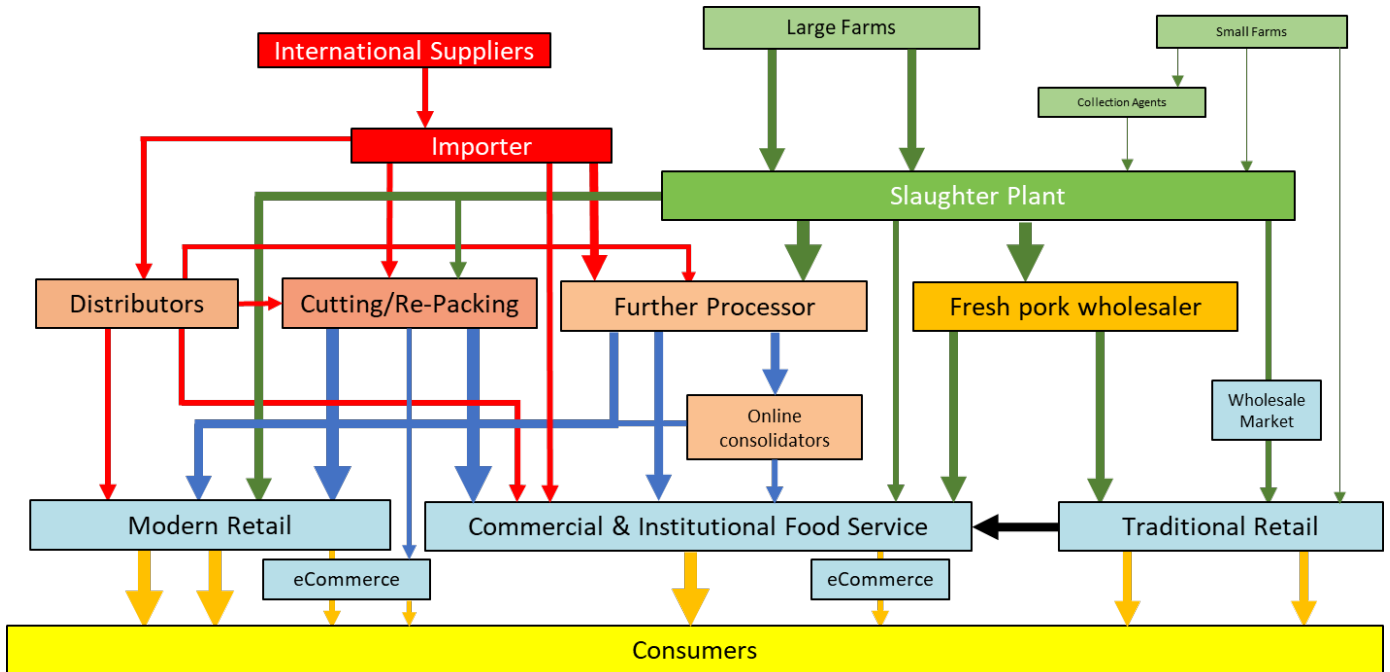 Large Farms
Small Farms
International Suppliers
Collection Agents
Importer
Slaughter Plant
Distributors
Cutting/Re-Packing
Further Processor
Fresh pork wholesaler
Online
consolidators
Wholesale
Market
Modern Retail
Commercial & Institutional Food Service
Traditional Retail
eCommerce
eCommerce
Consumers